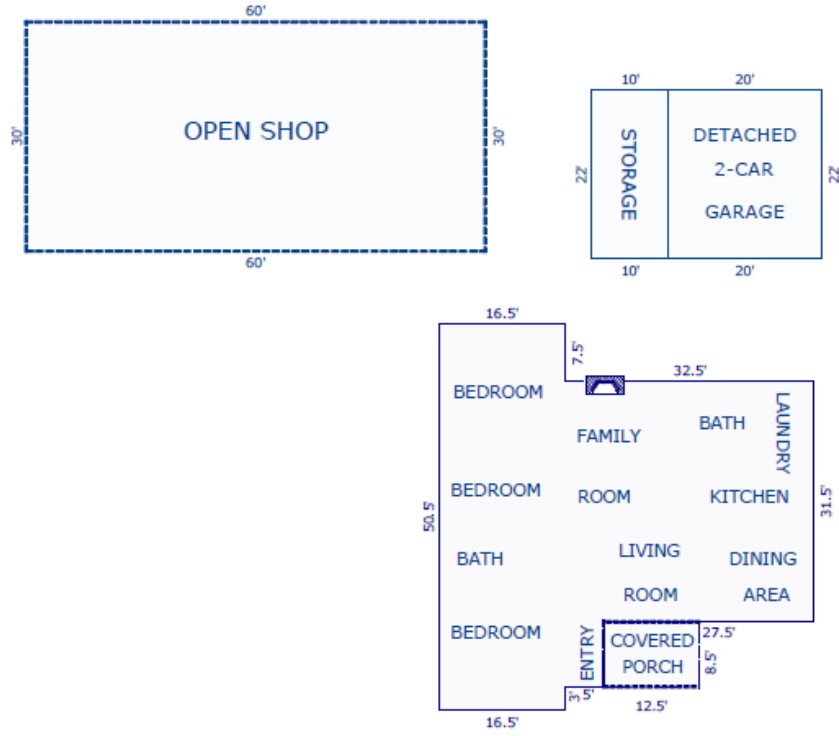 60'
30'
OPEN SHOP
30'
60'
10'
20'
22'
STORAGE
DETACHED
2-CAR
GARAGE
22'
10'
20'
16.5'
7.5'
32.5'
BEDROOM
FAMILY
BATH
LAUNDRY
BEDROOM
ROOM
KITCHEN
50.5'
31.5'
BATH
LIVING
DINING
ROOM
AREA
BEDROOM
ENTRY
COVERED
PORCH
27.5'
8.5'
3'
5'
12.5'
16.5'